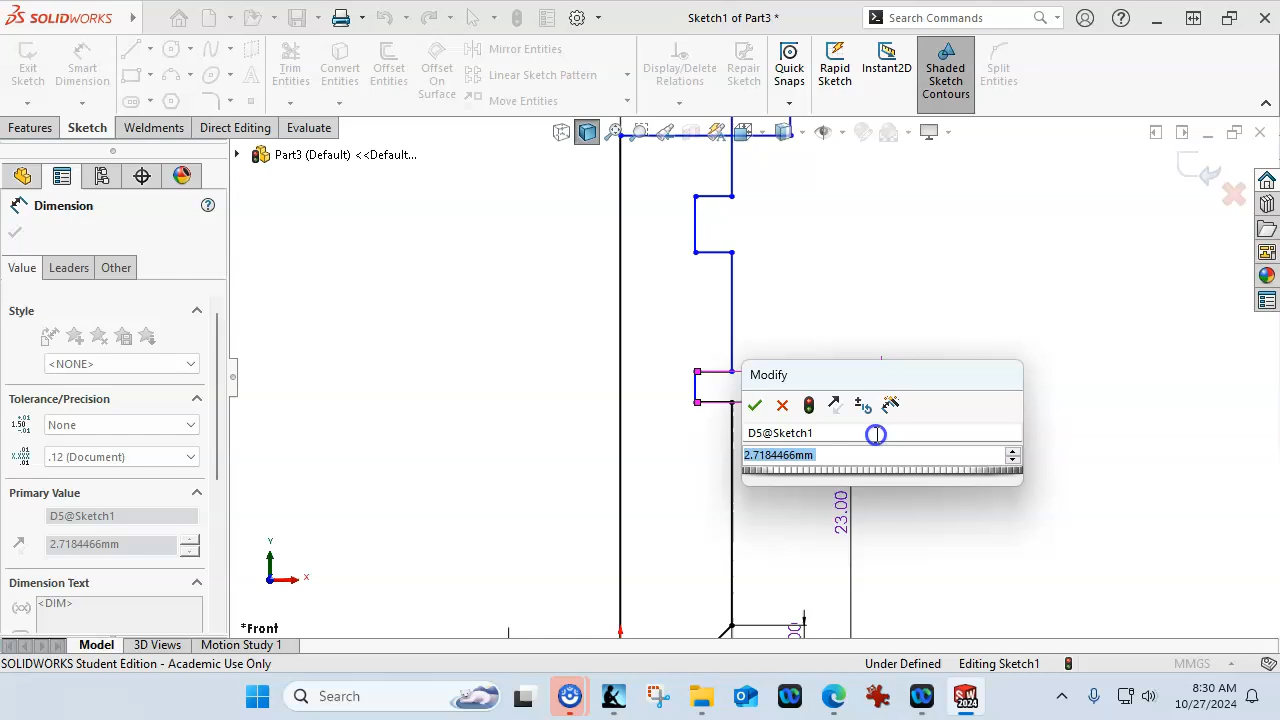 SOLIDWORKS
Sketch1 of Part3 *
Search Commands
Exit Sketch
Smart Dimension
Trim Entities
Convert Entities
Offset Entities
Offset On Surface
Mirror Entities
Linear Sketch Pattern
Move Entities
Display/Delete Relations
Repair Sketch
Quick Snaps
Rapid Sketch
Instant2D
Shaded Sketch Contours
Split Entities
Features
Sketch
Weldments
Direct Editing
Evaluate
Part3 (Default) <<Default...
Dimension
Value
Leaders
Other
Style
<NONE>
Tolerance/Precision
None
.12 (Document)
Primary Value
D5@Sketch1
2.7184466mm
Dimension Text
<DIM>
Modify
D5@Sketch1
2.7184466mm
23.00
Y
X
*Front
Model
3D Views
Motion Study 1
SOLIDWORKS Student Edition - Academic Use Only
Under Defined
Editing Sketch1
MMGS
Search
8:30 AM
10/27/2024